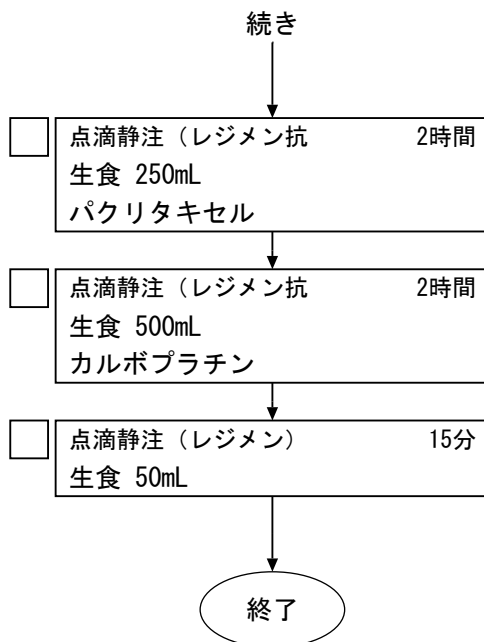 続き
点滴静注（レジメン抗 2時間
生食 250mL
パクリタキセル
点滴静注（レジメン抗 2時間
生食 500mL
カルボプラチン
点滴静注（レジメン） 15分
生食 50mL
終了